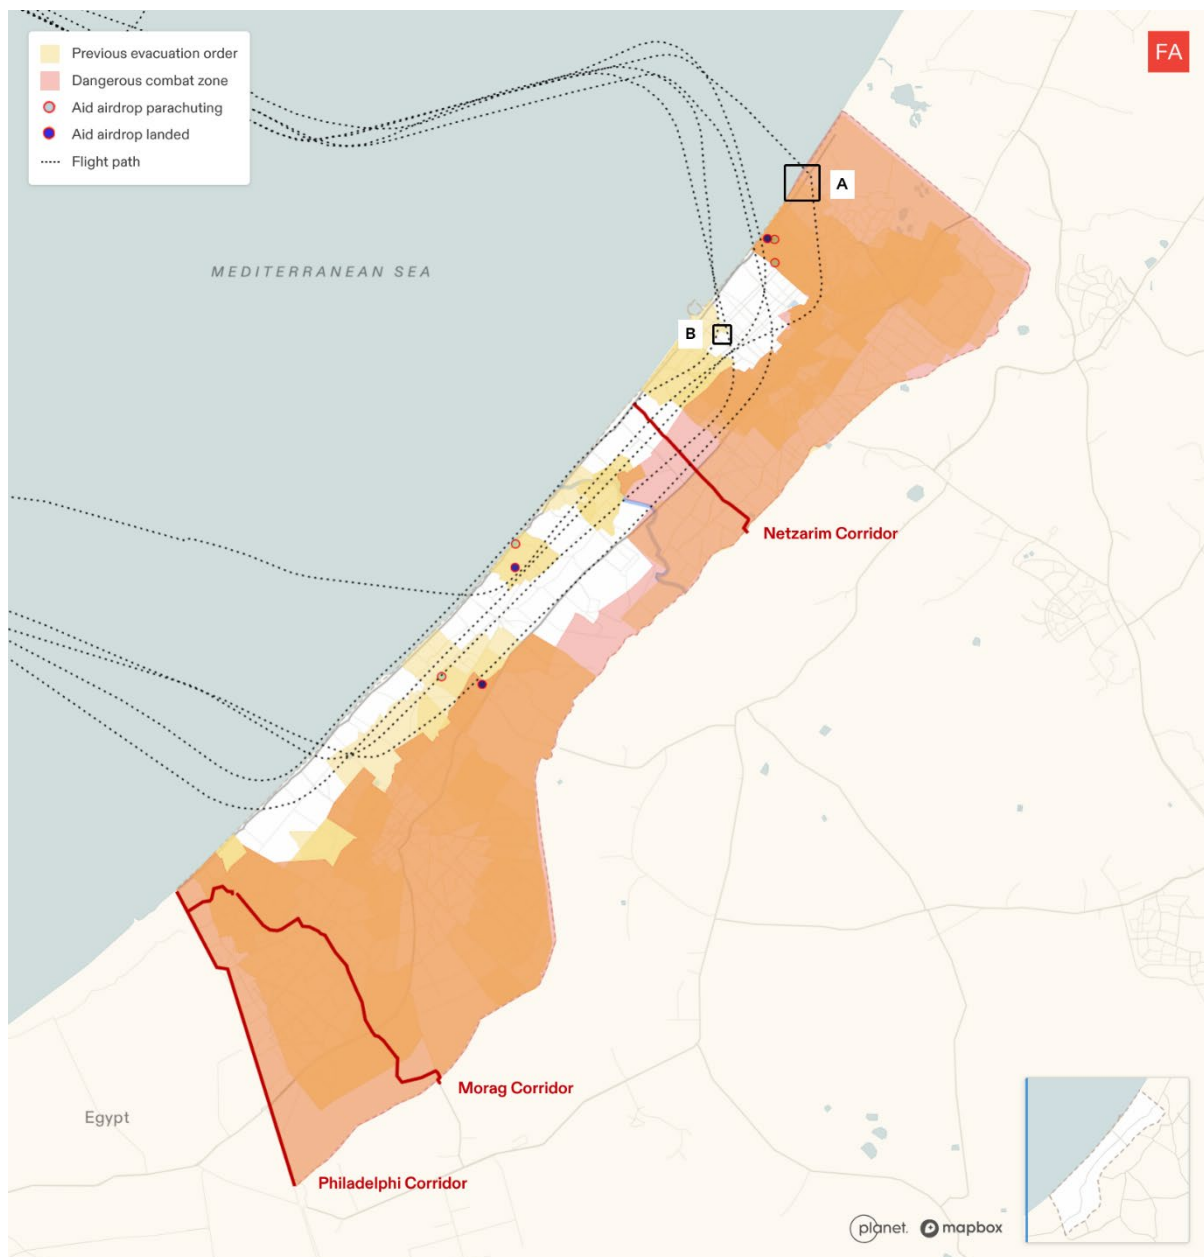 Previous evacuation order
Dangerous combat zone
Aid airdrop parachuting
Aid airdrop landed
Flight path
FA
A
MEDITERRANEAN SEA
B
Netzarim Corridor
Morag Corridor
Egypt
Philadelphi Corridor
planet. mapbox